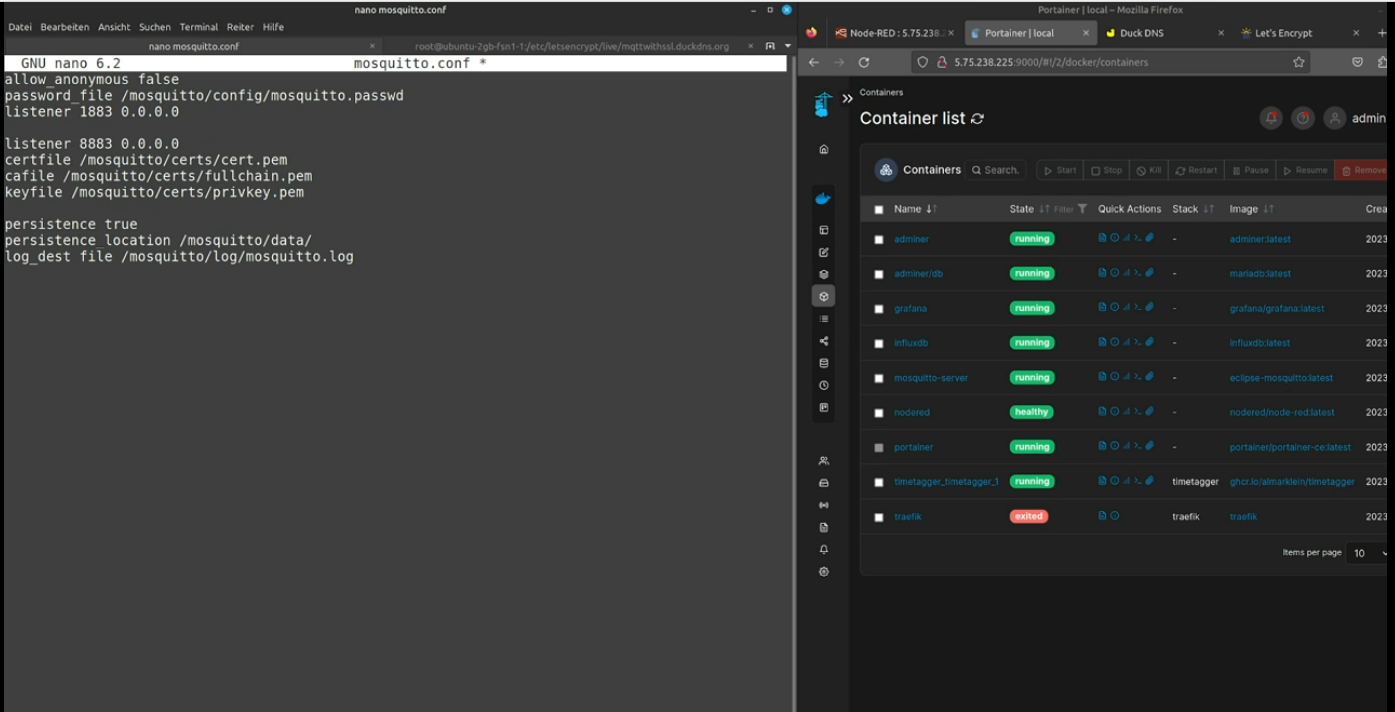 nano mosquitto.conf
Datei Bearbeiten Ansicht Suchen Terminal Reiter Hilfe
nano mosquitto.conf × root@ubuntu-2gb-fsn1-1:/etc/letsencrypt/live/mqttwithssl.duckdns.org ×
GNU nano 6.2 mosquitto.conf *
allow_anonymous false
password_file /mosquitto/config/mosquitto.passwd
listener 1883 0.0.0.0
listener 8883 0.0.0.0
certfile /mosquitto/certs/cert.pem
cafile /mosquitto/certs/fullchain.pem
keyfile /mosquitto/certs/privkey.pem
persistence true
persistence_location /mosquitto/data/
log_dest file /mosquitto/log/mosquitto.log
Portainer | local – Mozilla Firefox
Node-RED : 5.75.238. × Portainer | local × Duck DNS × Let's Encrypt × +
5.75.238.225:9000/#!/2/docker/containers
Containers
Container list admin
Containers Search. Start Stop Kill Restart Pause Resume Remove
Name State Filter Quick Actions Stack Image Crea
adminer running - adminer:latest 2023
adminer/db running - mariadb:latest 2023
grafana running - grafana/grafana:latest 2023
influxdb running - influxdb:latest 2023
mosquitto-server running - eclipse-mosquitto:latest 2023
nodered healthy - nodered/node-red:latest 2023
portainer running - portainer/portainer-ce:latest 2023
timetagger_timetagger_1 running timetagger ghcr.io/almarklein/timetagger 2023
traefik exited traefik traefik 2023
Items per page 10